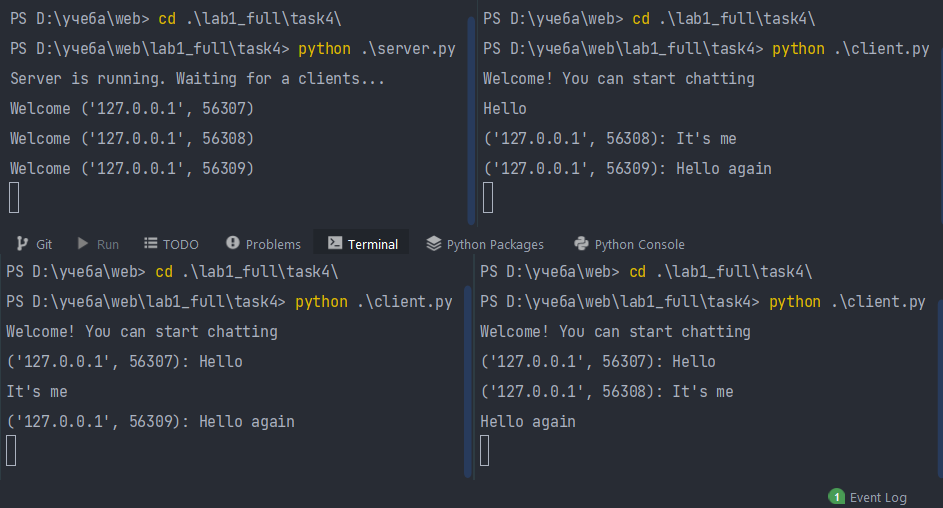 PS D:\учеба\web> cd .\lab1_full\task4\
PS D:\учеба\web\lab1_full\task4> python .\server.py
Server is running. Waiting for a clients...
Welcome ('127.0.0.1', 56307)
Welcome ('127.0.0.1', 56308)
Welcome ('127.0.0.1', 56309)
PS D:\учеба\web> cd .\lab1_full\task4\
PS D:\учеба\web\lab1_full\task4> python .\client.py
Welcome! You can start chatting
Hello
('127.0.0.1', 56308): It's me
('127.0.0.1', 56309): Hello again
Git Run TODO Problems Terminal Python Packages Python Console
PS D:\учеба\web> cd .\lab1_full\task4\
PS D:\учеба\web\lab1_full\task4> python .\client.py
Welcome! You can start chatting
('127.0.0.1', 56307): Hello
It's me
('127.0.0.1', 56309): Hello again
PS D:\учеба\web> cd .\lab1_full\task4\
PS D:\учеба\web\lab1_full\task4> python .\client.py
Welcome! You can start chatting
('127.0.0.1', 56307): Hello
('127.0.0.1', 56308): It's me
Hello again
1 Event Log